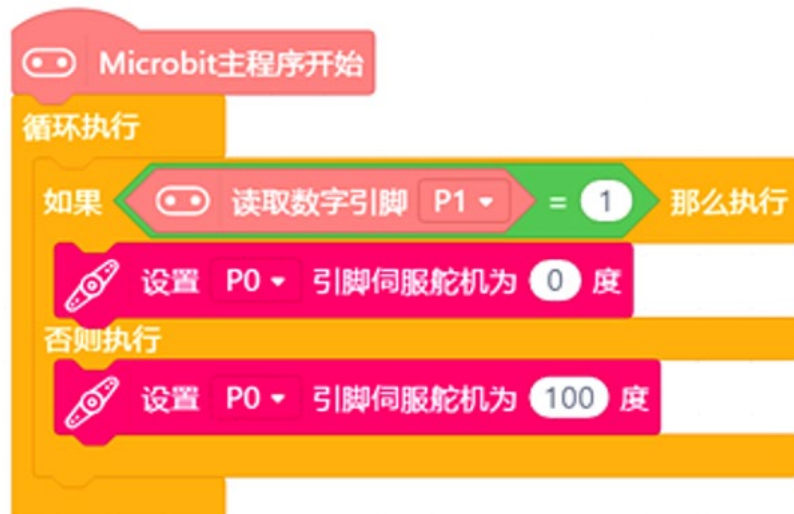 Microbit主程序开始
循环执行
如果 读取数字引脚 P1 = 1 那么执行
设置 P0 引脚伺服舵机为 0 度
否则执行
设置 P0 引脚伺服舵机为 100 度